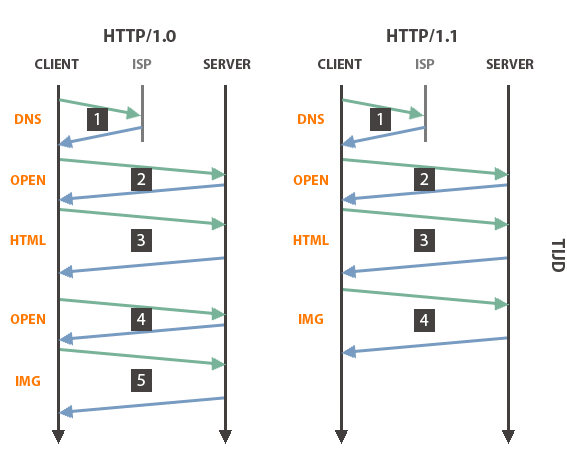 HTTP/1.0
CLIENT ISP SERVER
DNS 1
OPEN 2
HTML 3
OPEN 4
IMG 5
HTTP/1.1
CLIENT ISP SERVER
DNS 1
OPEN 2
HTML 3
IMG 4
TIJD